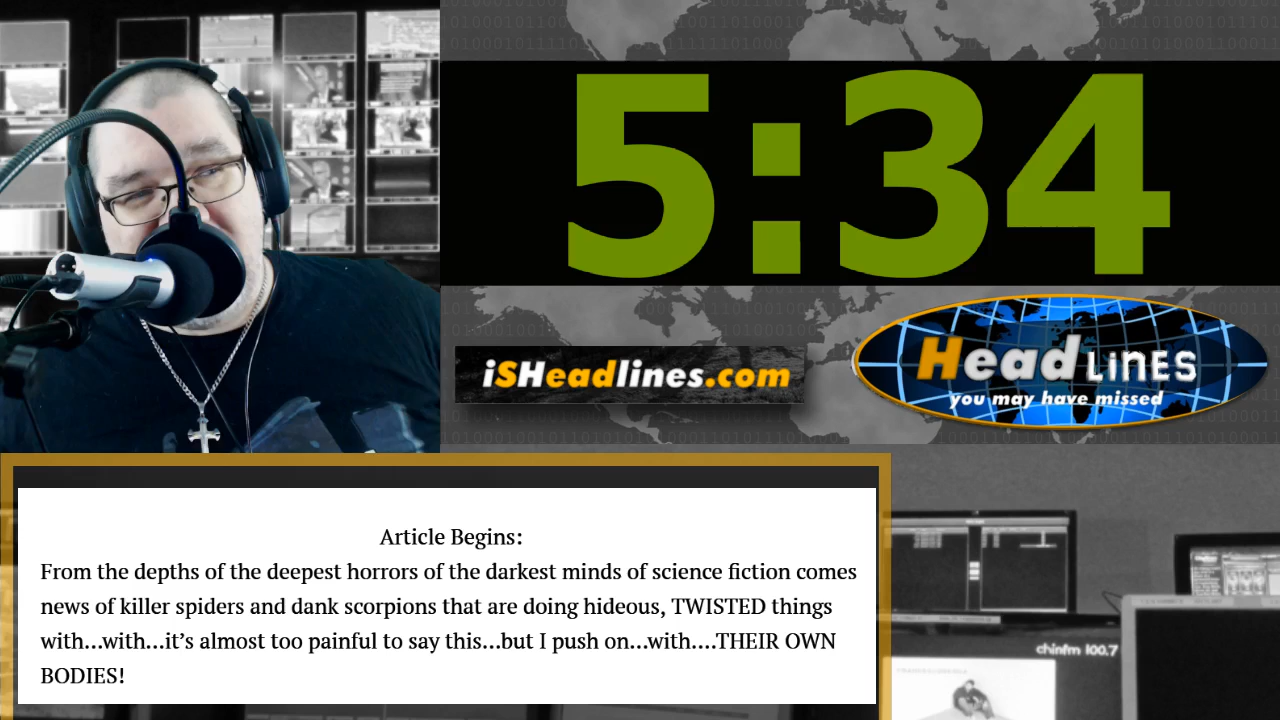 5:34
iSHeadlines.com
Headlines
you may have missed
Article Begins:
From the depths of the deepest horrors of the darkest minds of science fiction comes
news of killer spiders and dank scorpions that are doing hideous, TWISTED things
with...with...it’s almost too painful to say this...but I push on...with....THEIR OWN
BODIES!
chinfm 100.7